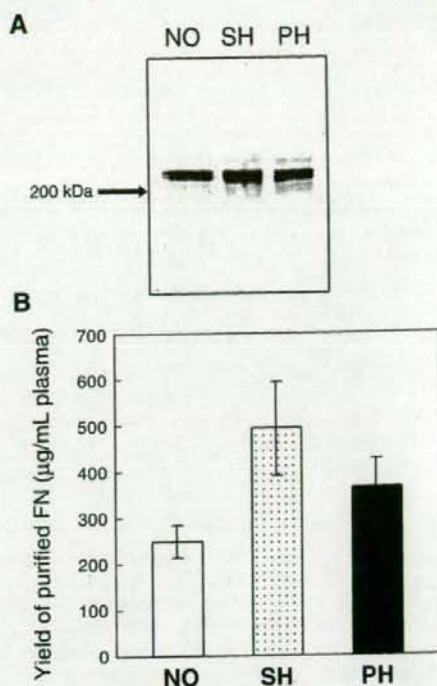 A
NO SH PH
200 kDa
B
Yield of purified FN (µg/mL plasma)
700
600
500
400
300
200
100
0
NO SH PH